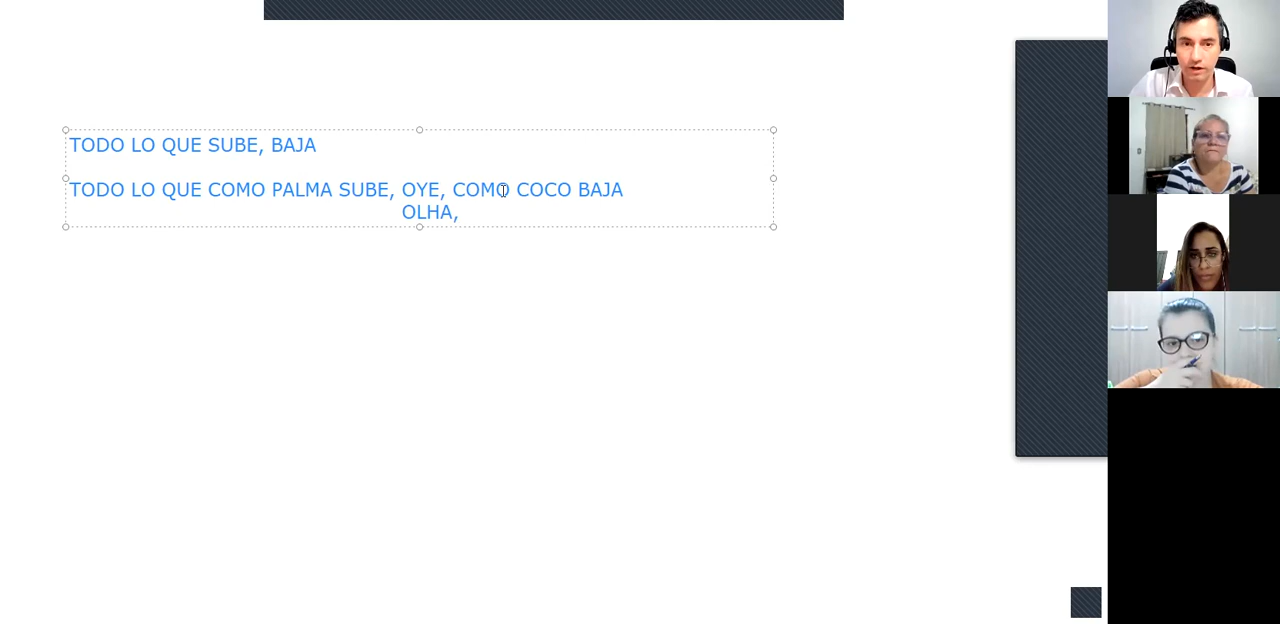 TODO LO QUE SUBE, BAJA
TODO LO QUE COMO PALMA SUBE, OYE, COMO COCO BAJA
OLHA,